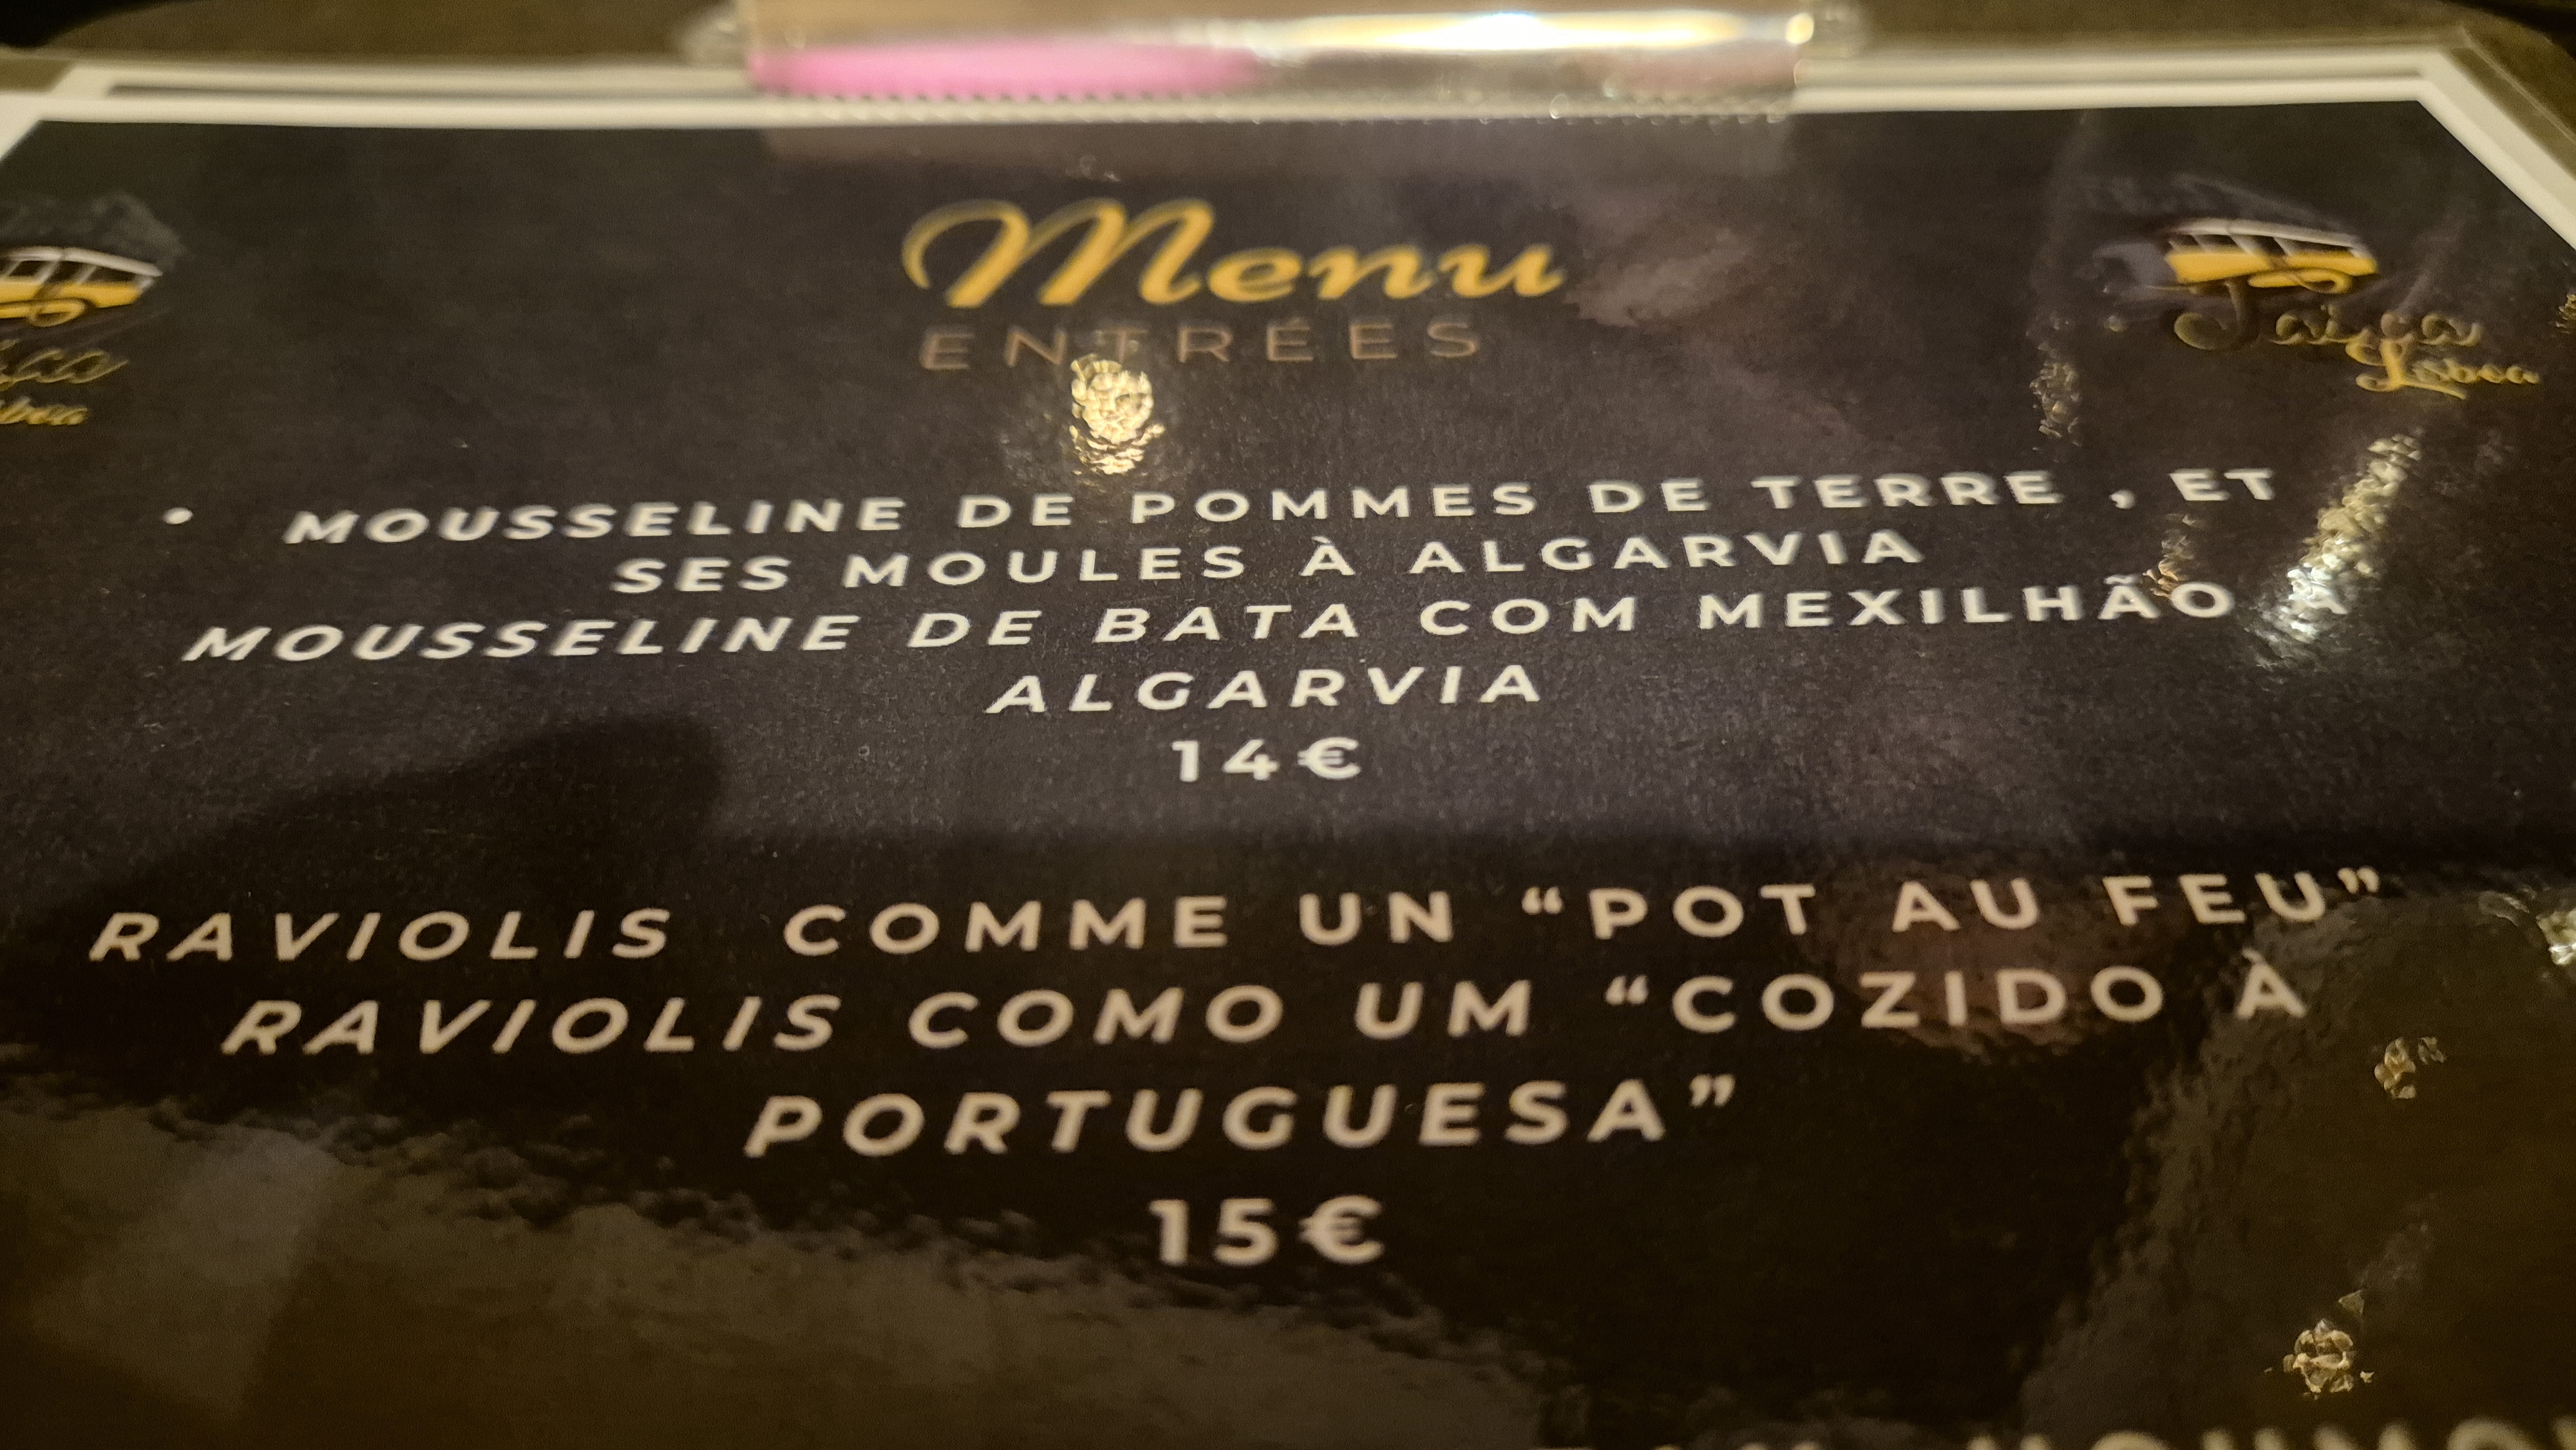 Menu
ENTRÉES
Lisboa
• MOUSSELINE DE POMMES DE TERRE , ET
SES MOULES À ALGARVIA
MOUSSELINE DE BATA COM MEXILHÃO
ALGARVIA
14€
RAVIOLIS COMME UN “POT AU FEU”
RAVIOLIS COMO UM “COZIDO À
PORTUGUESA”
15€